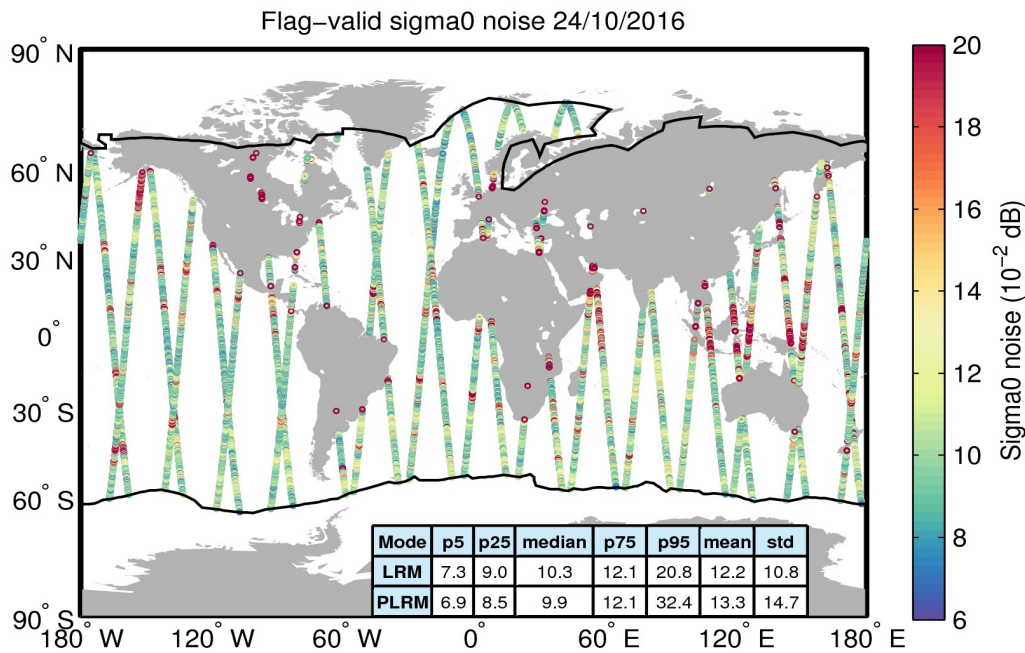 Flag−valid sigma0 noise 24/10/2016
90° N
60° N
30° N
0°
30° S
60° S
90° S
180° W 120° W 60° W 0° 60° E 120° E 180° E
Mode p5 p25 median p75 p95 mean std
LRM 7.3 9.0 10.3 12.1 20.8 12.2 10.8
PLRM 6.9 8.5 9.9 12.1 32.4 13.3 14.7
20
18
16
14
12
10
8
6
Sigma0 noise (10⁻² dB)